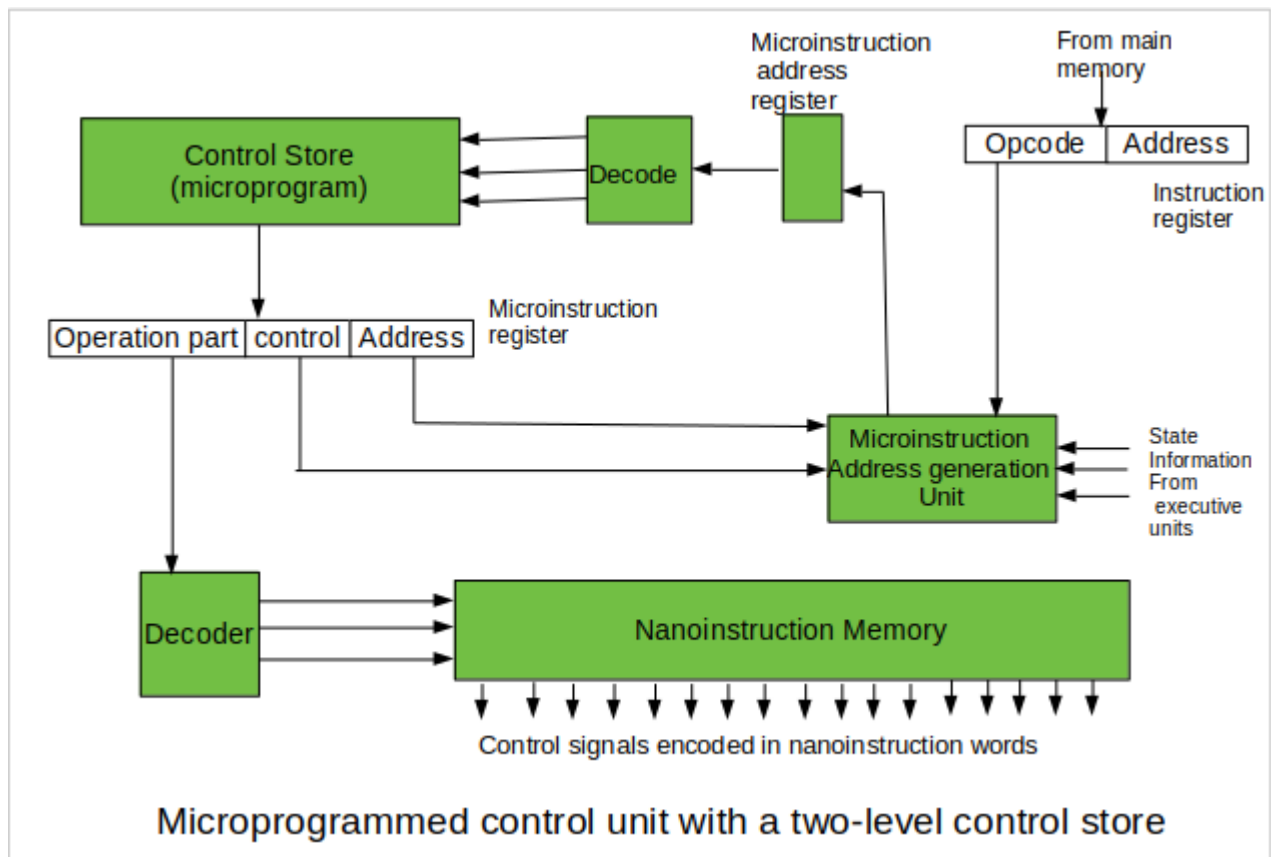 Microinstruction
address
register
From main
memory
Control Store
(microprogram)
Decode
Opcode
Address
Instruction
register
Microinstruction
register
Operation part
control
Address
Microinstruction
Address generation
Unit
State
Information
From
executive
units
Decoder
Nanoinstruction Memory
Control signals encoded in nanoinstruction words
Microprogrammed control unit with a two-level control store